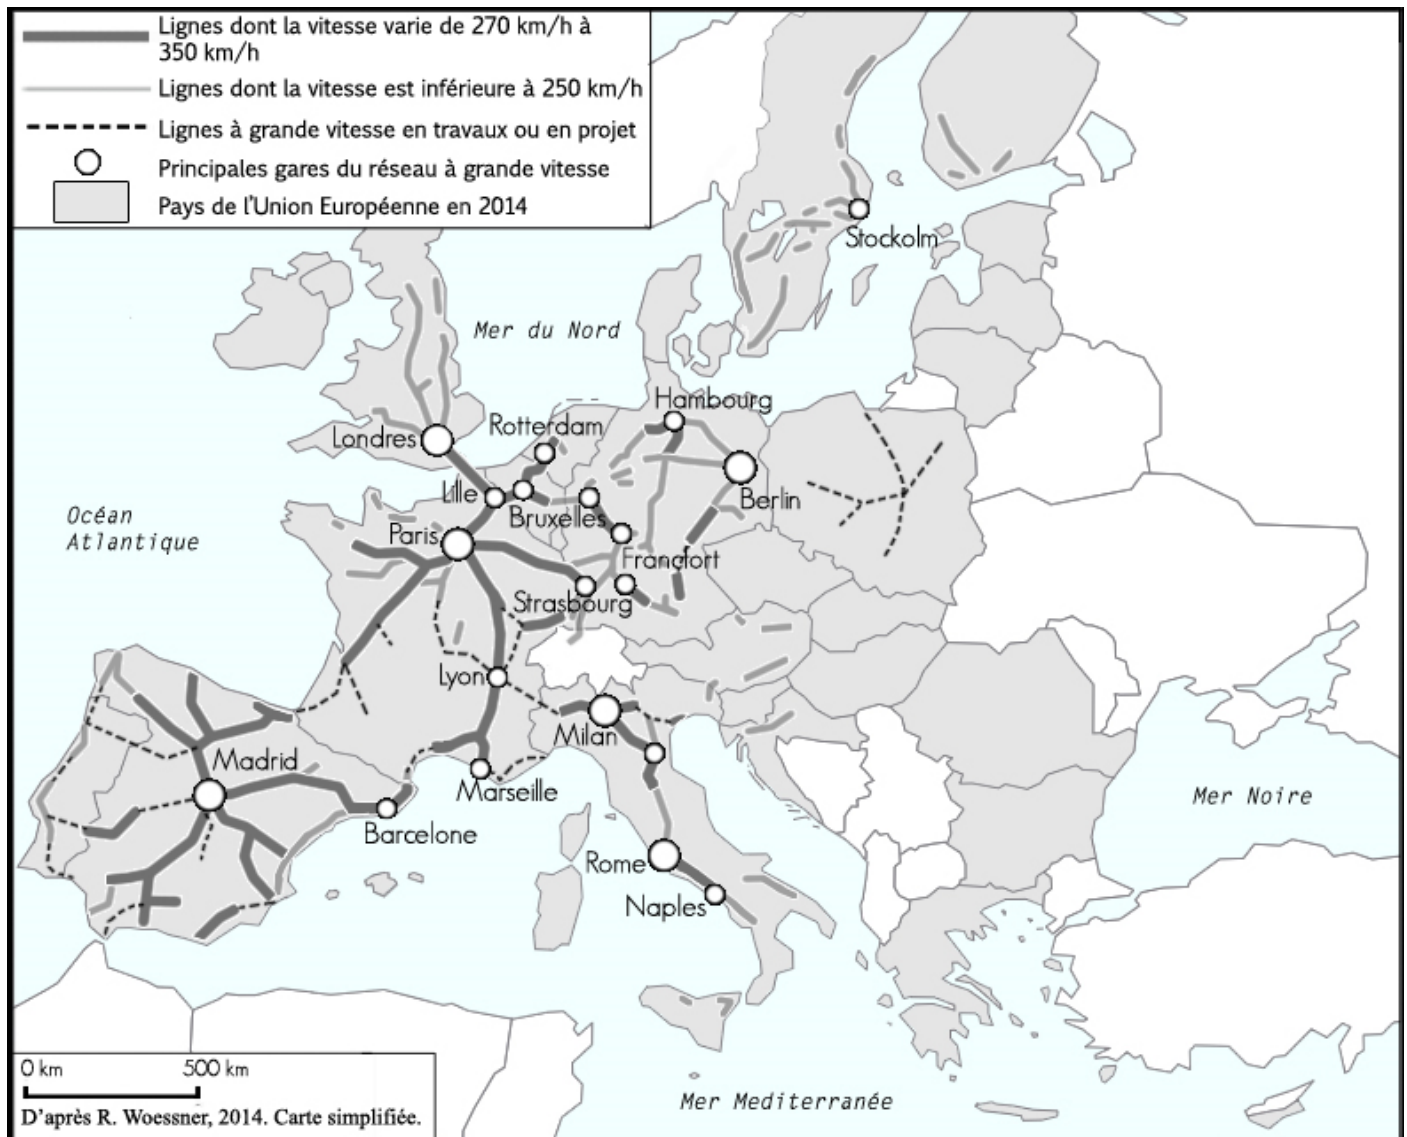 Lignes dont la vitesse varie de 270 km/h à
350 km/h
Lignes dont la vitesse est inférieure à 250 km/h
Lignes à grande vitesse en travaux ou en projet
Principales gares du réseau à grande vitesse
Pays de l'Union Européenne en 2014
Stockolm
Mer du Nord
Hambourg
Rotterdam
Londres
Lille
Berlin
Bruxelles
Océan
Atlantique
Paris
Francfort
Strasbourg
Lyon
Milan
Madrid
Marseille
Mer Noire
Barcelone
Rome
Naples
0 km
500 km
Mer Mediterranée
D'après R. Woessner, 2014. Carte simplifiée.